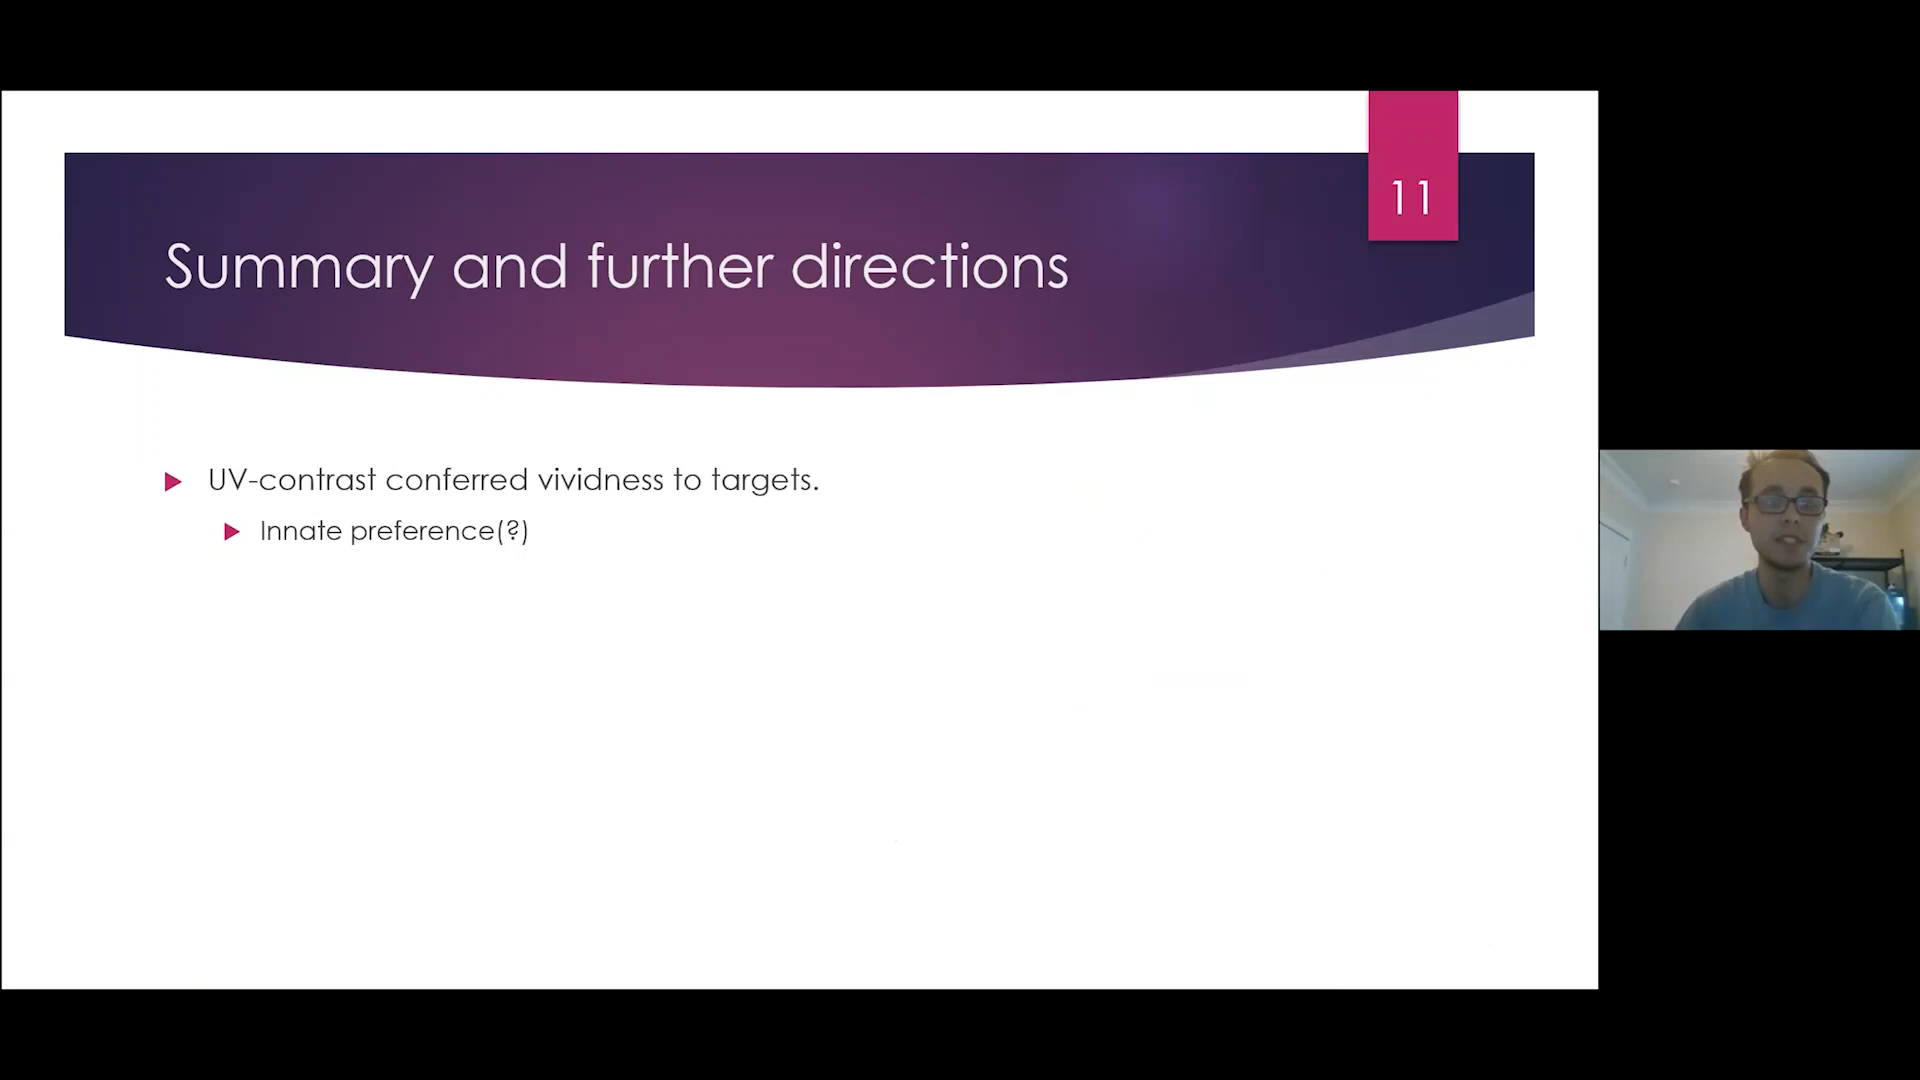 11
Summary and further directions
UV-contrast conferred vividness to targets.
Innate preference(?)